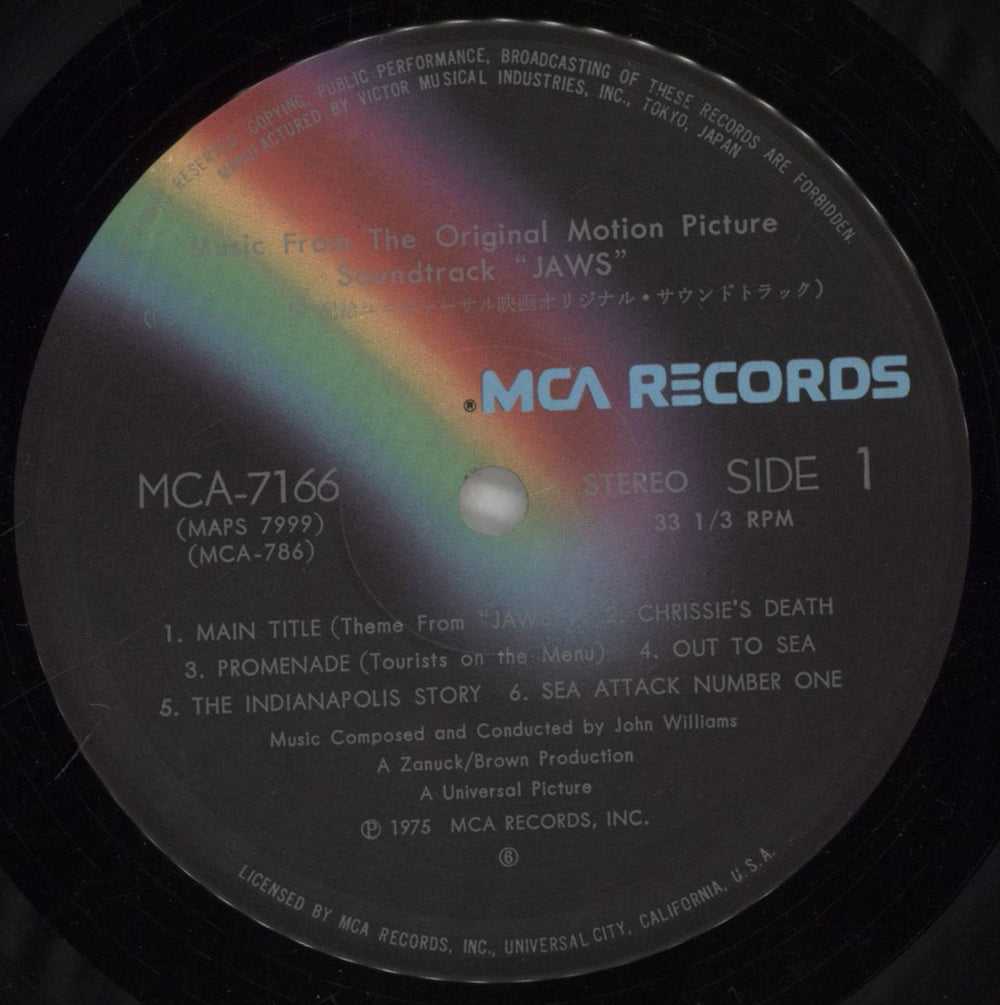 RESERVED. COPYING, PUBLIC PERFORMANCE, BROADCASTING OF THESE RECORDS ARE FORBIDDEN.
MANUFACTURED BY VICTOR MUSICAL INDUSTRIES, INC., TOKYO, JAPAN
Music From The Original Motion Picture
Soundtrack “JAWS”
ユニヴァーサル映画オリジナル・サウンドトラック)
® MCA RECORDS
MCA-7166
(MAPS 7999)
(MCA-786)
STEREO SIDE 1
33 1/3 RPM
1. MAIN TITLE (Theme From “JAWS”) 2. CHRISSIE'S DEATH
3. PROMENADE (Tourists on the Menu) 4. OUT TO SEA
5. THE INDIANAPOLIS STORY 6. SEA ATTACK NUMBER ONE
Music Composed and Conducted by John Williams
A Zanuck/Brown Production
A Universal Picture
Ⓟ 1975 MCA RECORDS, INC.
⑥
LICENSED BY MCA RECORDS, INC., UNIVERSAL CITY, CALIFORNIA, U.S.A.